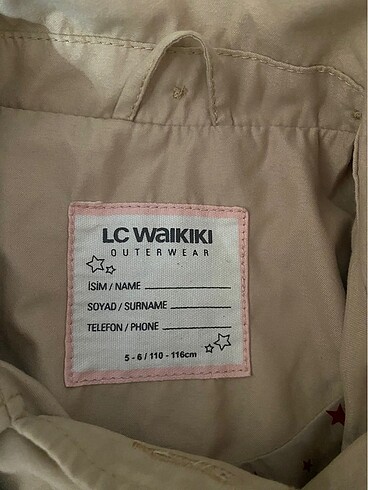 LC WAIKIKI
OUTERWEAR
İSİM / NAME
SOYAD / SURNAME
TELEFON / PHONE
5 - 6 / 110 - 116cm